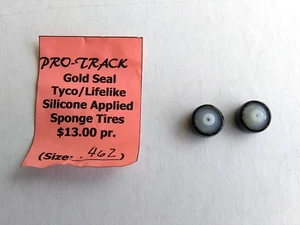 PRO-TRACK
Gold Seal
Tyco/Lifelike
Silicone Applied
Sponge Tires
$13.00 pr.
(Size: .462)